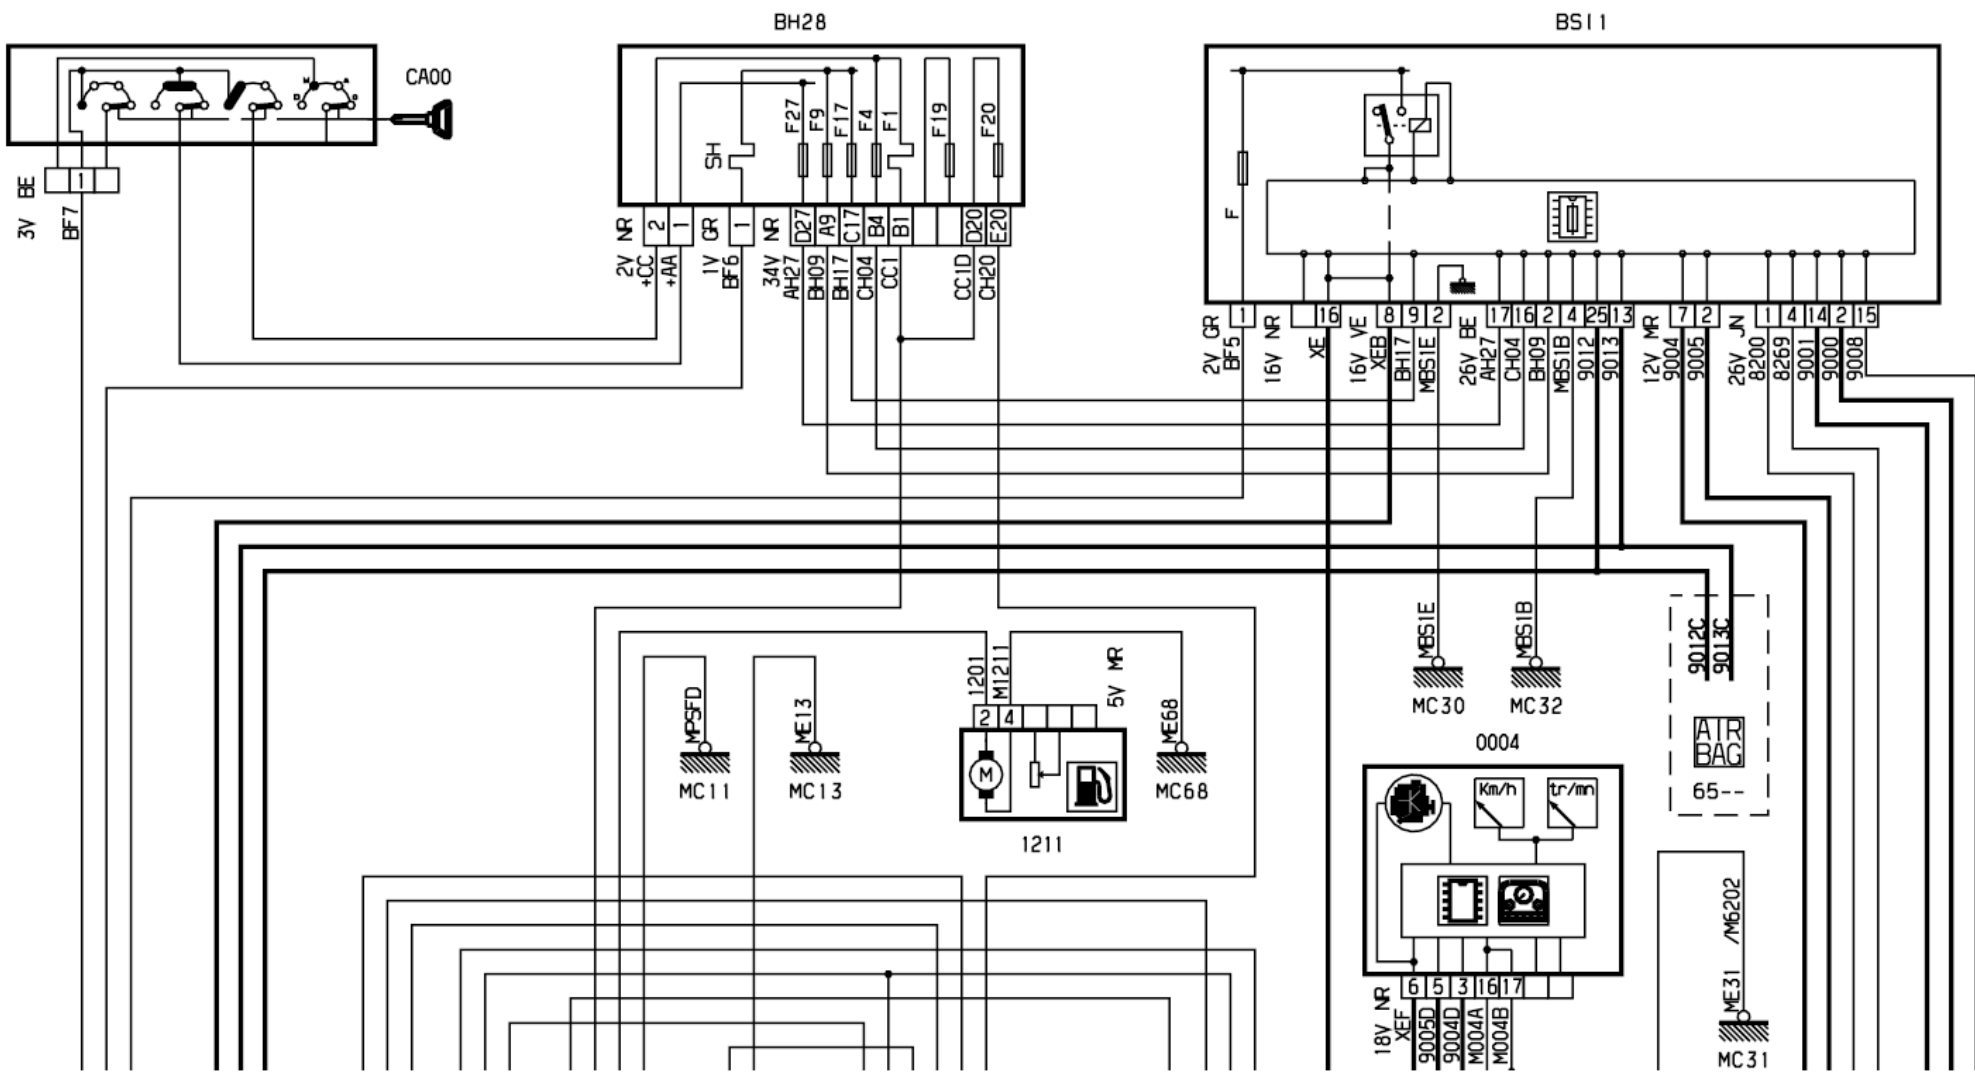 BH28
BSI1
CA00
M A
D
SH
F27
F9
F17
F4
F1
F19
F20
F
3V BE
1
BF7
2V NR
2
1
+CC
+AA
1V GR
1
BF6
34V NR
D27
A9
C17
B4
B1
D20
E20
AH27
BH09
BH17
CH04
CC1
CC1D
CH20
2V GR
1
BF5
16V NR
16
XE
16V VE
8
9
2
XEB
BH17
MBS1E
26V BE
17
16
2
4
25
13
AH27
CH04
BH09
MBS1B
9012
9013
12V MR
7
2
9004
9005
26V JN
1
4
14
2
15
8200
8269
9001
9000
9008
MBS1E
MC30
MBS1B
MC32
9012C
9013C
AIR
BAG
65--
MPSFD
MC11
ME13
MC13
1201
M1211
5V MR
2
4
M
1211
ME68
MC68
0004
Km/h
tr/mn
18V NR
6
5
3
16
17
XEF
9005D
9004D
M004A
M004B
ME31 /M6202
MC31